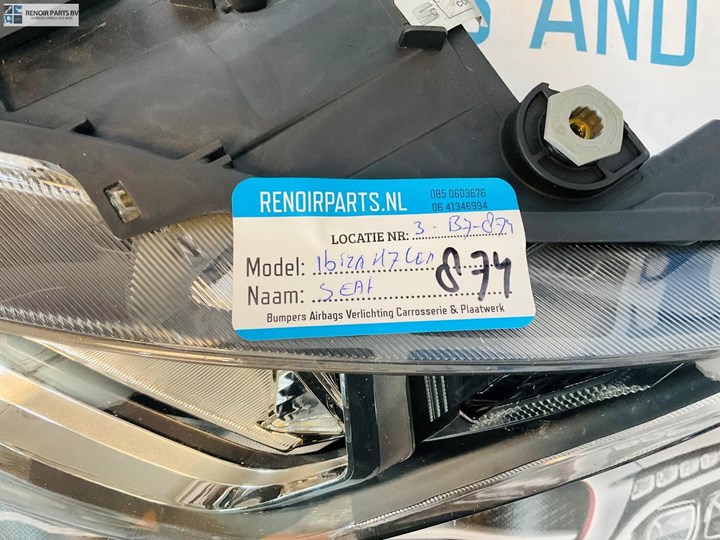 RENOIR PARTS BV
S AND
RENOIRPARTS.NL
085 0603676
06 41346994
LOCATIE NR: 3 - B7-874
Model: Ibiza H7 Led
874
Naam: SEAt
Bumpers Airbags Verlichting Carrosserie & Plaatwerk